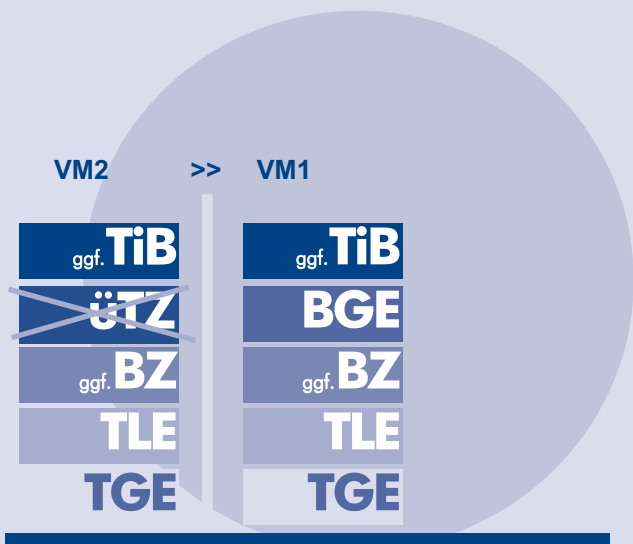 VM2 >> VM1
ggf. TiB ggf. TiB
üTZ BGE
ggf. BZ ggf. BZ
TLE TLE
TGE TGE